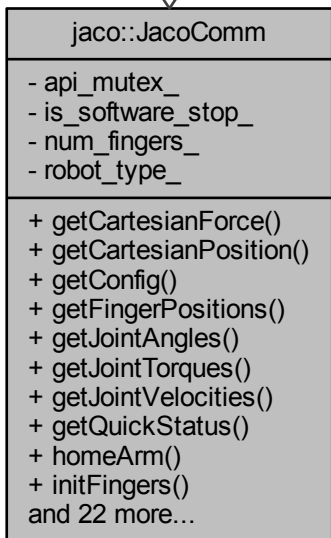 jaco::JacoComm
- api_mutex_
- is_software_stop_
- num_fingers_
- robot_type_
+ getCartesianForce()
+ getCartesianPosition()
+ getConfig()
+ getFingerPositions()
+ getJointAngles()
+ getJointTorques()
+ getJointVelocities()
+ getQuickStatus()
+ homeArm()
+ initFingers()
and 22 more...